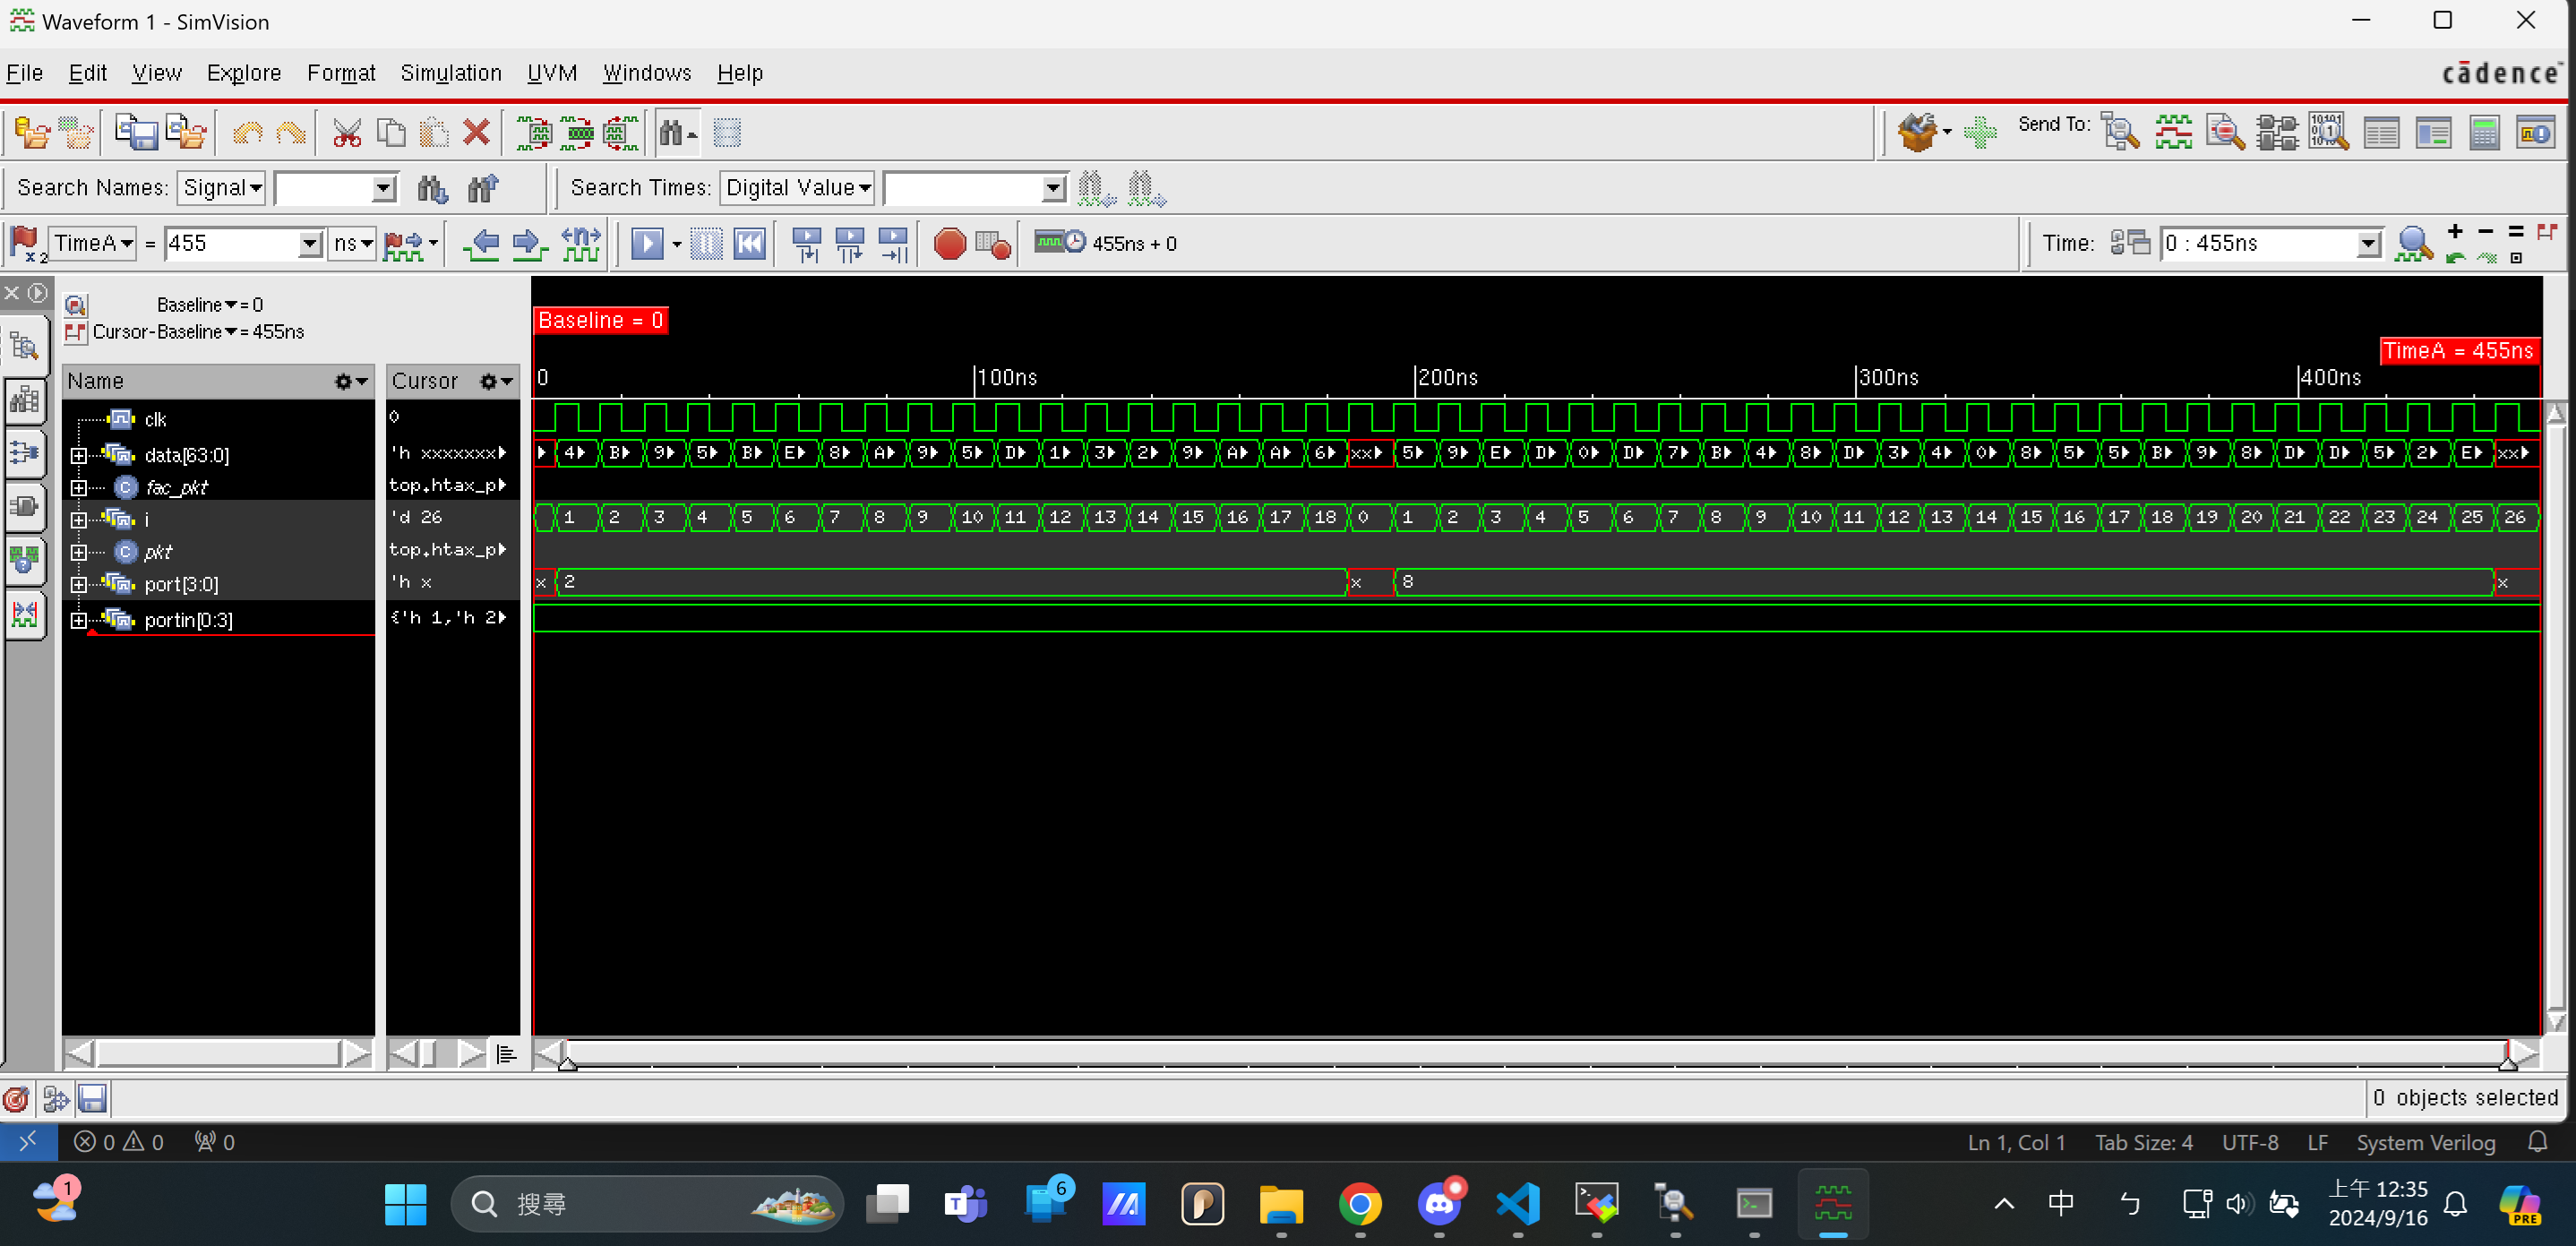 Waveform 1 - SimVision
File Edit View Explore Format Simulation UVM Windows Help
cādence™
Send To:
Search Names: Signal
Search Times: Digital Value
TimeA = 455 ns
455ns + 0
Time: 0 : 455ns
x2
Baseline = 0
Cursor-Baseline = 455ns
Baseline = 0
TimeA = 455ns
Name
Cursor
0 100ns 200ns 300ns 400ns
clk 0
data[63:0] 'h xxxxxxx 4 B 9 5 B E 8 A 9 5 D 1 3 2 9 A A 6 xx 5 9 E D 0 D 7 B 4 8 D 3 4 0 8 5 5 B 9 8 D D 5 2 E xx
fac_pkt top.htax_p
i 'd 26 1 2 3 4 5 6 7 8 9 10 11 12 13 14 15 16 17 18 0 1 2 3 4 5 6 7 8 9 10 11 12 13 14 15 16 17 18 19 20 21 22 23 24 25 26
pkt top.htax_p
port[3:0] 'h x x 2 x 8 x
portin[0:3] {'h 1,'h 2
0 objects selected
0 0 0
Ln 1, Col 1 Tab Size: 4 UTF-8 LF System Verilog
1
搜尋
6
中
ㄣ
上午 12:35
2024/9/16
PRE